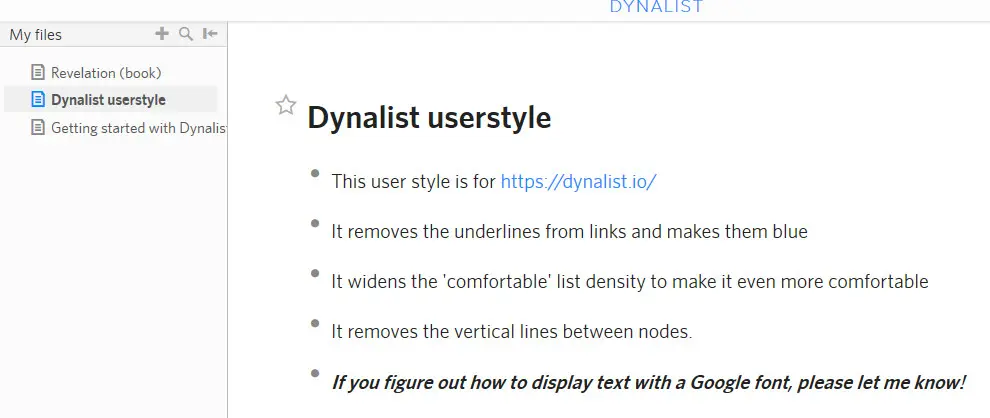 DYNALIST
My files
Revelation (book)
Dynalist userstyle
Getting started with Dynalis
Dynalist userstyle
This user style is for https://dynalist.io/
It removes the underlines from links and makes them blue
It widens the 'comfortable' list density to make it even more comfortable
It removes the vertical lines between nodes.
If you figure out how to display text with a Google font, please let me know!